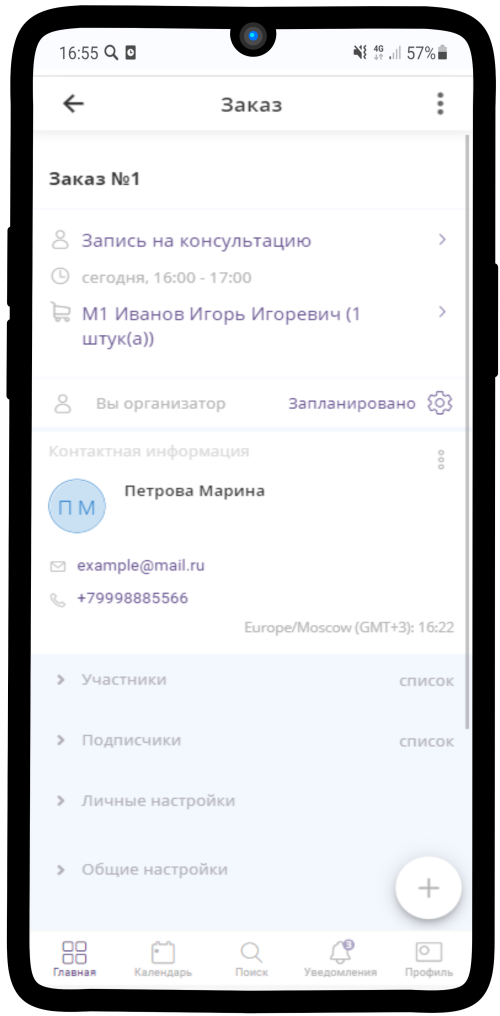 16:55 4G 57%
Заказ
Заказ №1
Запись на консультацию
сегодня, 16:00 - 17:00
М1 Иванов Игорь Игоревич (1
штук(а))
Вы организатор Запланировано
Контактная информация
П М Петрова Марина
example@mail.ru
+79998885566
Europe/Moscow (GMT+3): 16:22
Участники список
Подписчики список
Личные настройки
Общие настройки
3
Главная Календарь Поиск Уведомления Профиль